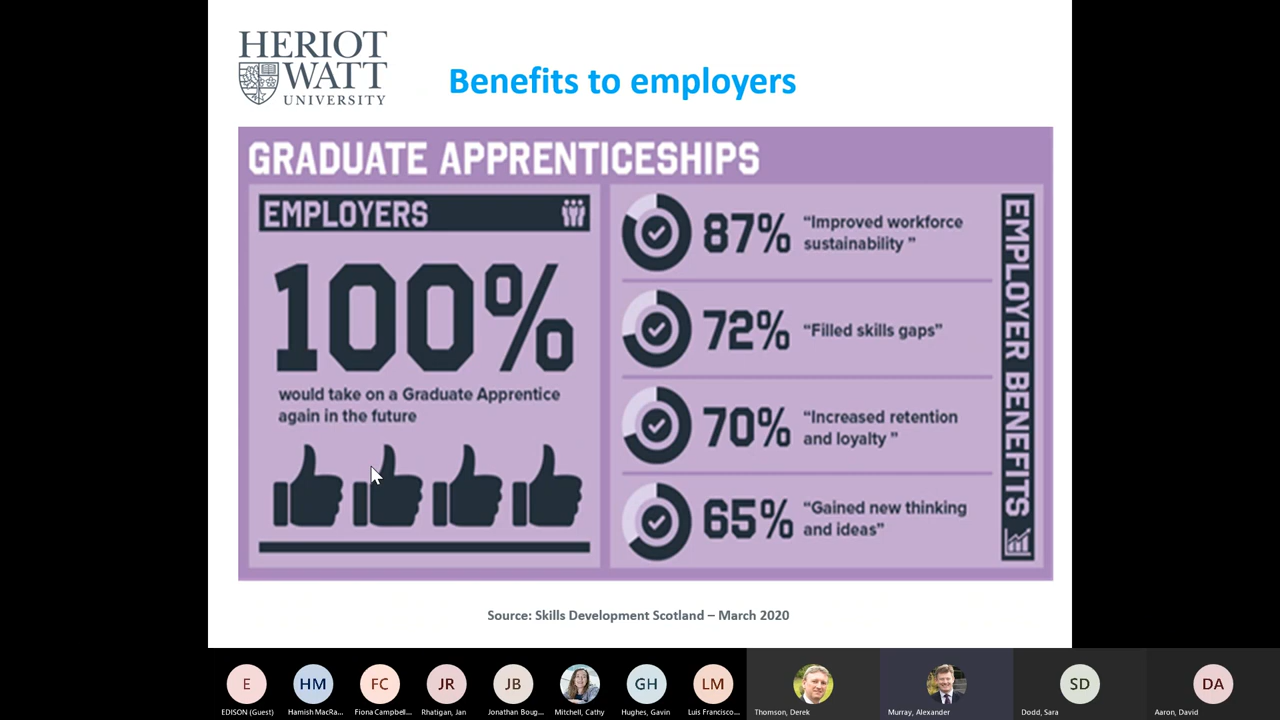 HERIOT
WATT
UNIVERSITY
Benefits to employers
GRADUATE APPRENTICESHIPS
EMPLOYERS
100%
would take on a Graduate Apprentice
again in the future
87%
“Improved workforce
sustainability ”
72%
“Filled skills gaps”
70%
“Increased retention
and loyalty ”
65%
“Gained new thinking
and ideas”
EMPLOYER BENEFITS
Source: Skills Development Scotland – March 2020
E
HM
FC
JR
JB
GH
LM
SD
DA
EDISON (Guest)
Hamish MacRa...
Fiona Campbell...
Rhatigan, Jan
Jonathan Boug...
Mitchell, Cathy
Hughes, Gavin
Luis Francisco...
Thomson, Derek
Murray, Alexander
Dodd, Sara
Aaron, David